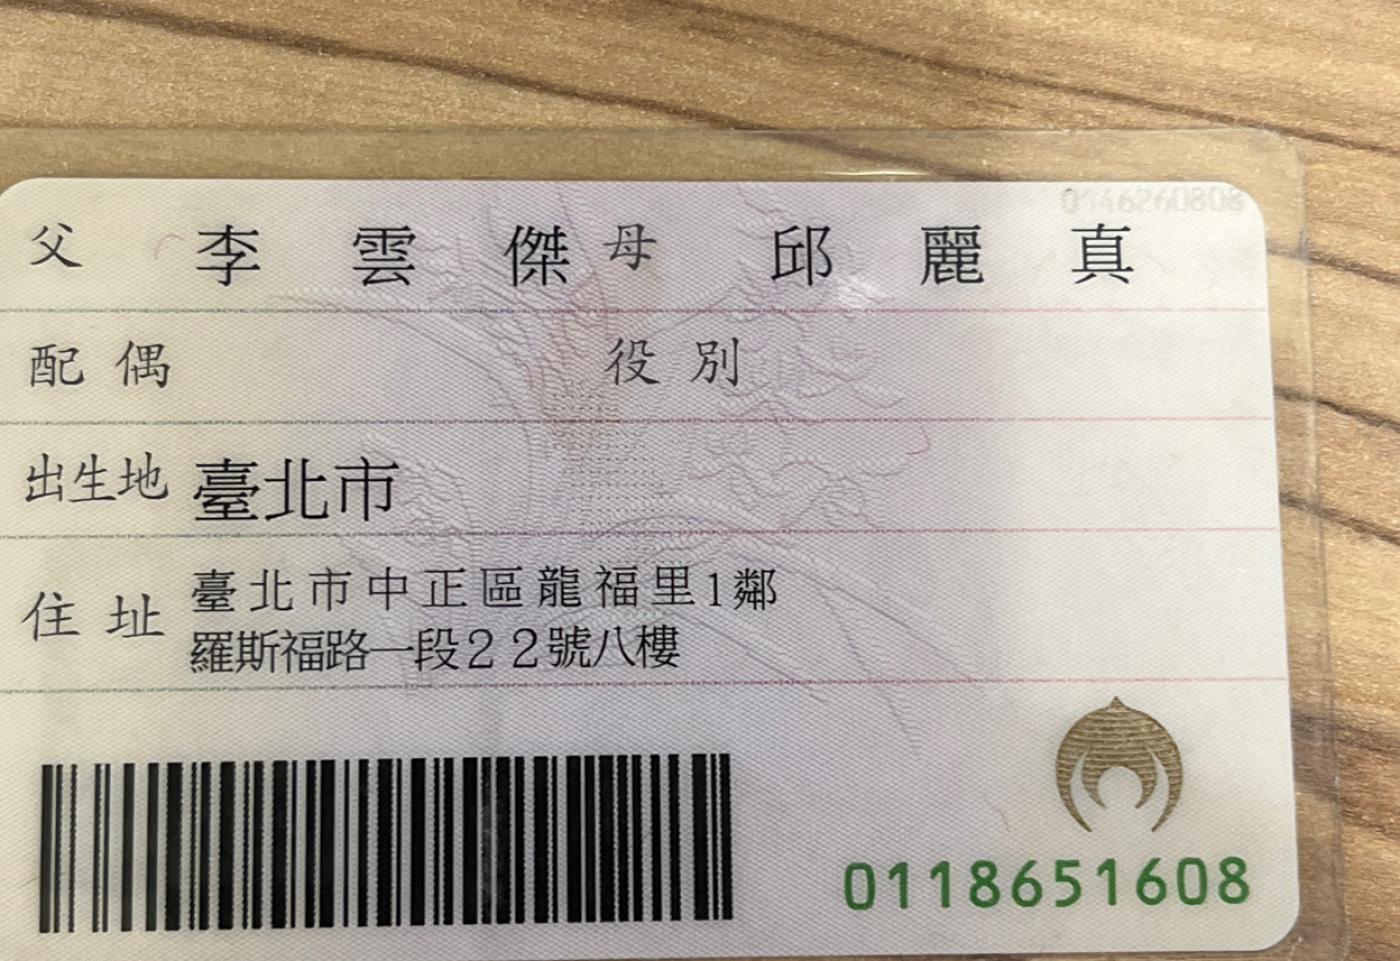 0146260808
父 李雲傑 母 邱麗真
配偶 役別
出生地 臺北市
住址 臺北市中正區龍福里1鄰
羅斯福路一段22號八樓
0118651608